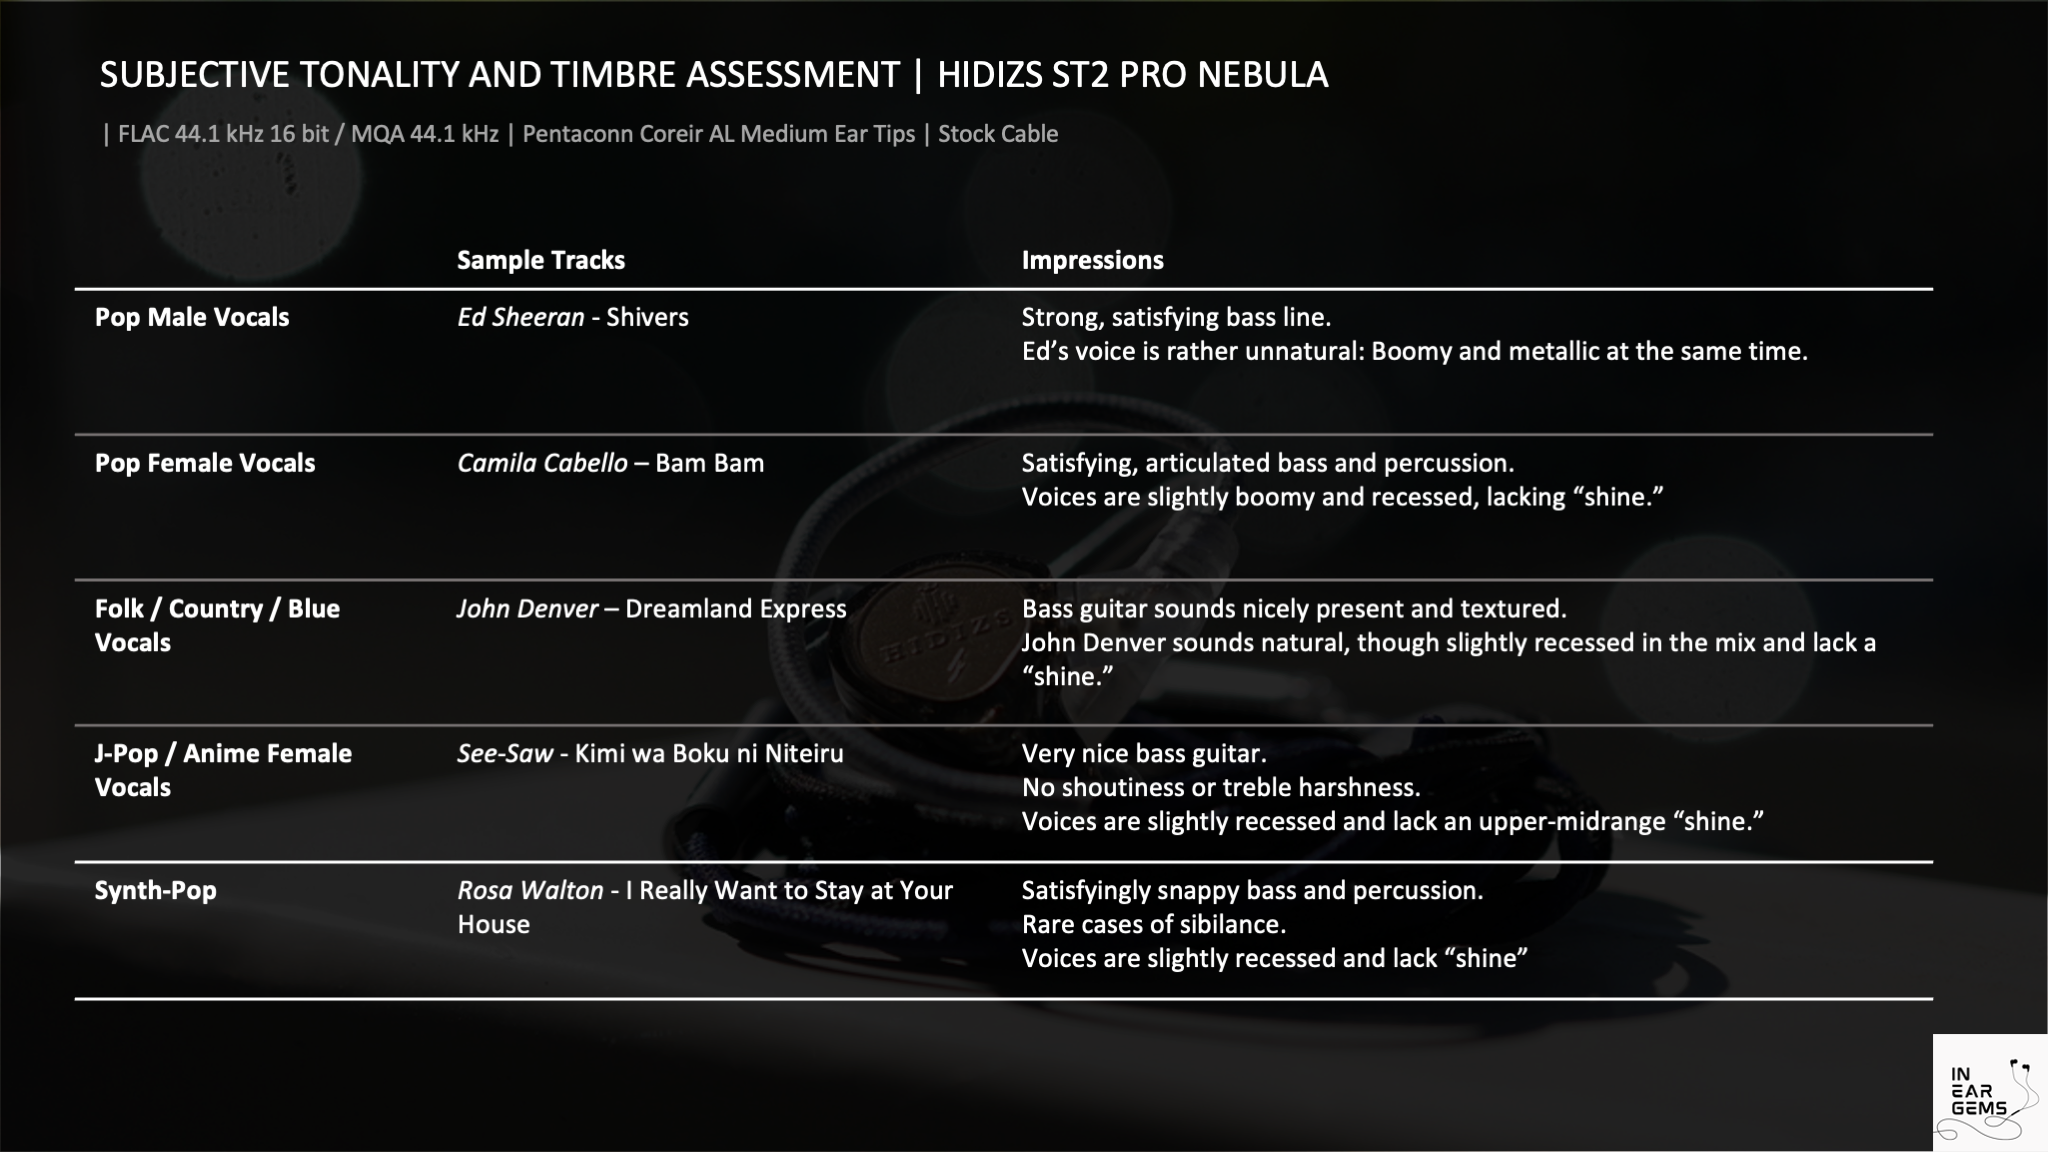 SUBJECTIVE TONALITY AND TIMBRE ASSESSMENT | HIDIZS ST2 PRO NEBULA
| FLAC 44.1 kHz 16 bit / MQA 44.1 kHz | Pentaconn Coreir AL Medium Ear Tips | Stock Cable
Sample Tracks
Impressions
Pop Male Vocals
Ed Sheeran - Shivers
Strong, satisfying bass line.
Ed’s voice is rather unnatural: Boomy and metallic at the same time.
Pop Female Vocals
Camila Cabello – Bam Bam
Satisfying, articulated bass and percussion.
Voices are slightly boomy and recessed, lacking “shine.”
Folk / Country / Blue
Vocals
John Denver – Dreamland Express
Bass guitar sounds nicely present and textured.
John Denver sounds natural, though slightly recessed in the mix and lack a
“shine.”
J-Pop / Anime Female
Vocals
See-Saw - Kimi wa Boku ni Niteiru
Very nice bass guitar.
No shoutiness or treble harshness.
Voices are slightly recessed and lack an upper-midrange “shine.”
Synth-Pop
Rosa Walton - I Really Want to Stay at Your
House
Satisfyingly snappy bass and percussion.
Rare cases of sibilance.
Voices are slightly recessed and lack “shine”
HIDIZS
IN
EAR
GEMS